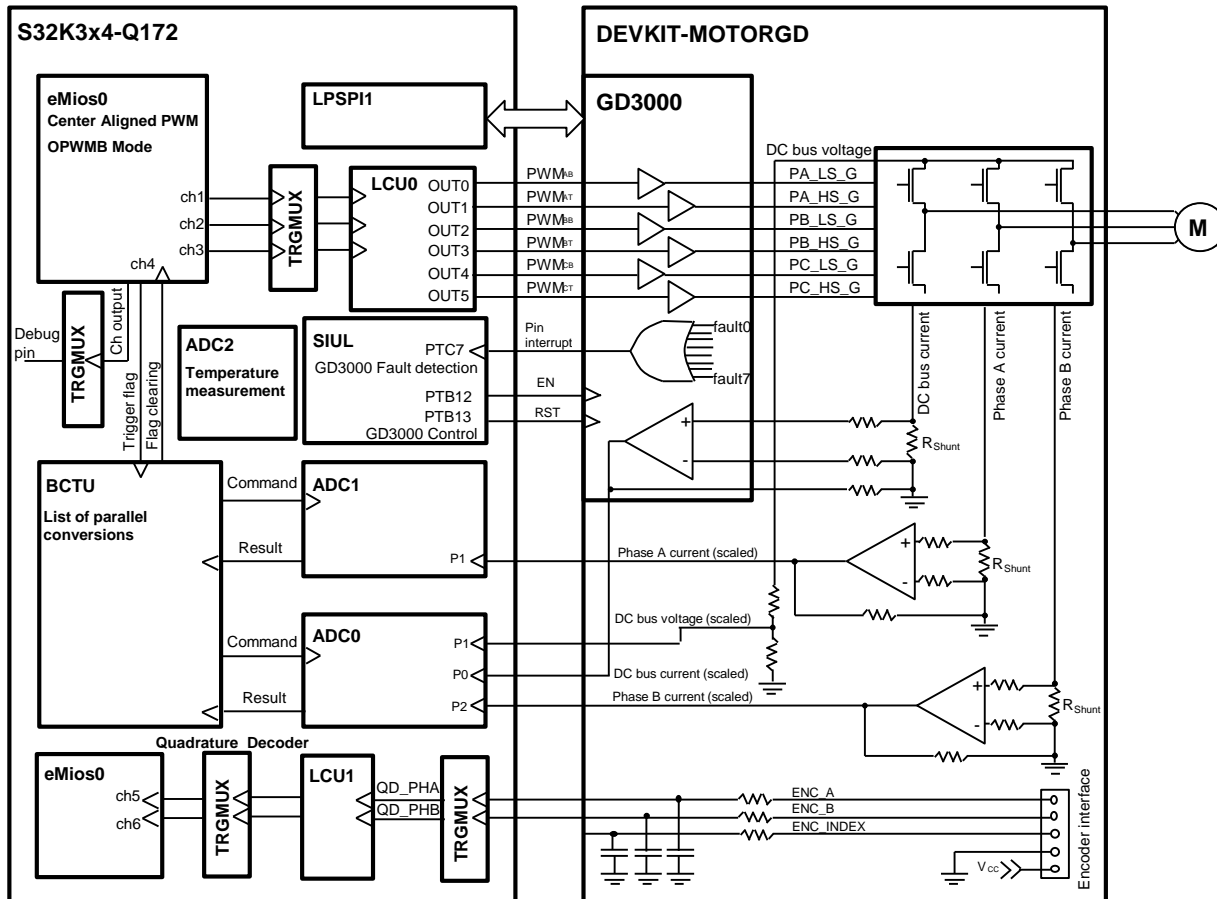 S32K3x4-Q172
DEVKIT-MOTORGD
eMios0
Center Aligned PWM
OPWMB Mode
ch1
ch2
ch3
ch4
TRGMUX
LPSPI1
LCU0
OUT0
OUT1
OUT2
OUT3
OUT4
OUT5
GD3000
PWMAB
PWMAT
PWMBB
PWMBT
PWMCB
PWMCT
DC bus voltage
PA_LS_G
PA_HS_G
PB_LS_G
PB_HS_G
PC_LS_G
PC_HS_G
M
Debug
pin
TRGMUX
Ch output
Trigger flag
Flag clearing
ADC2
Temperature
measurement
SIUL
PTC7
GD3000 Fault detection
PTB12
PTB13
GD3000 Control
Pin
interrupt
EN
RST
fault0
fault7
+
-
DC bus current
Phase A current
Phase B current
RShunt
BCTU
List of parallel
conversions
Command
Result
ADC1
P1
Phase A current (scaled)
+
-
RShunt
Command
Result
ADC0
P1
P0
P2
DC bus voltage (scaled)
DC bus current (scaled)
Phase B current (scaled)
+
-
RShunt
Quadrature Decoder
eMios0
ch5
ch6
TRGMUX
LCU1
QD_PHA
QD_PHB
TRGMUX
ENC_A
ENC_B
ENC_INDEX
VCC
Encoder interface